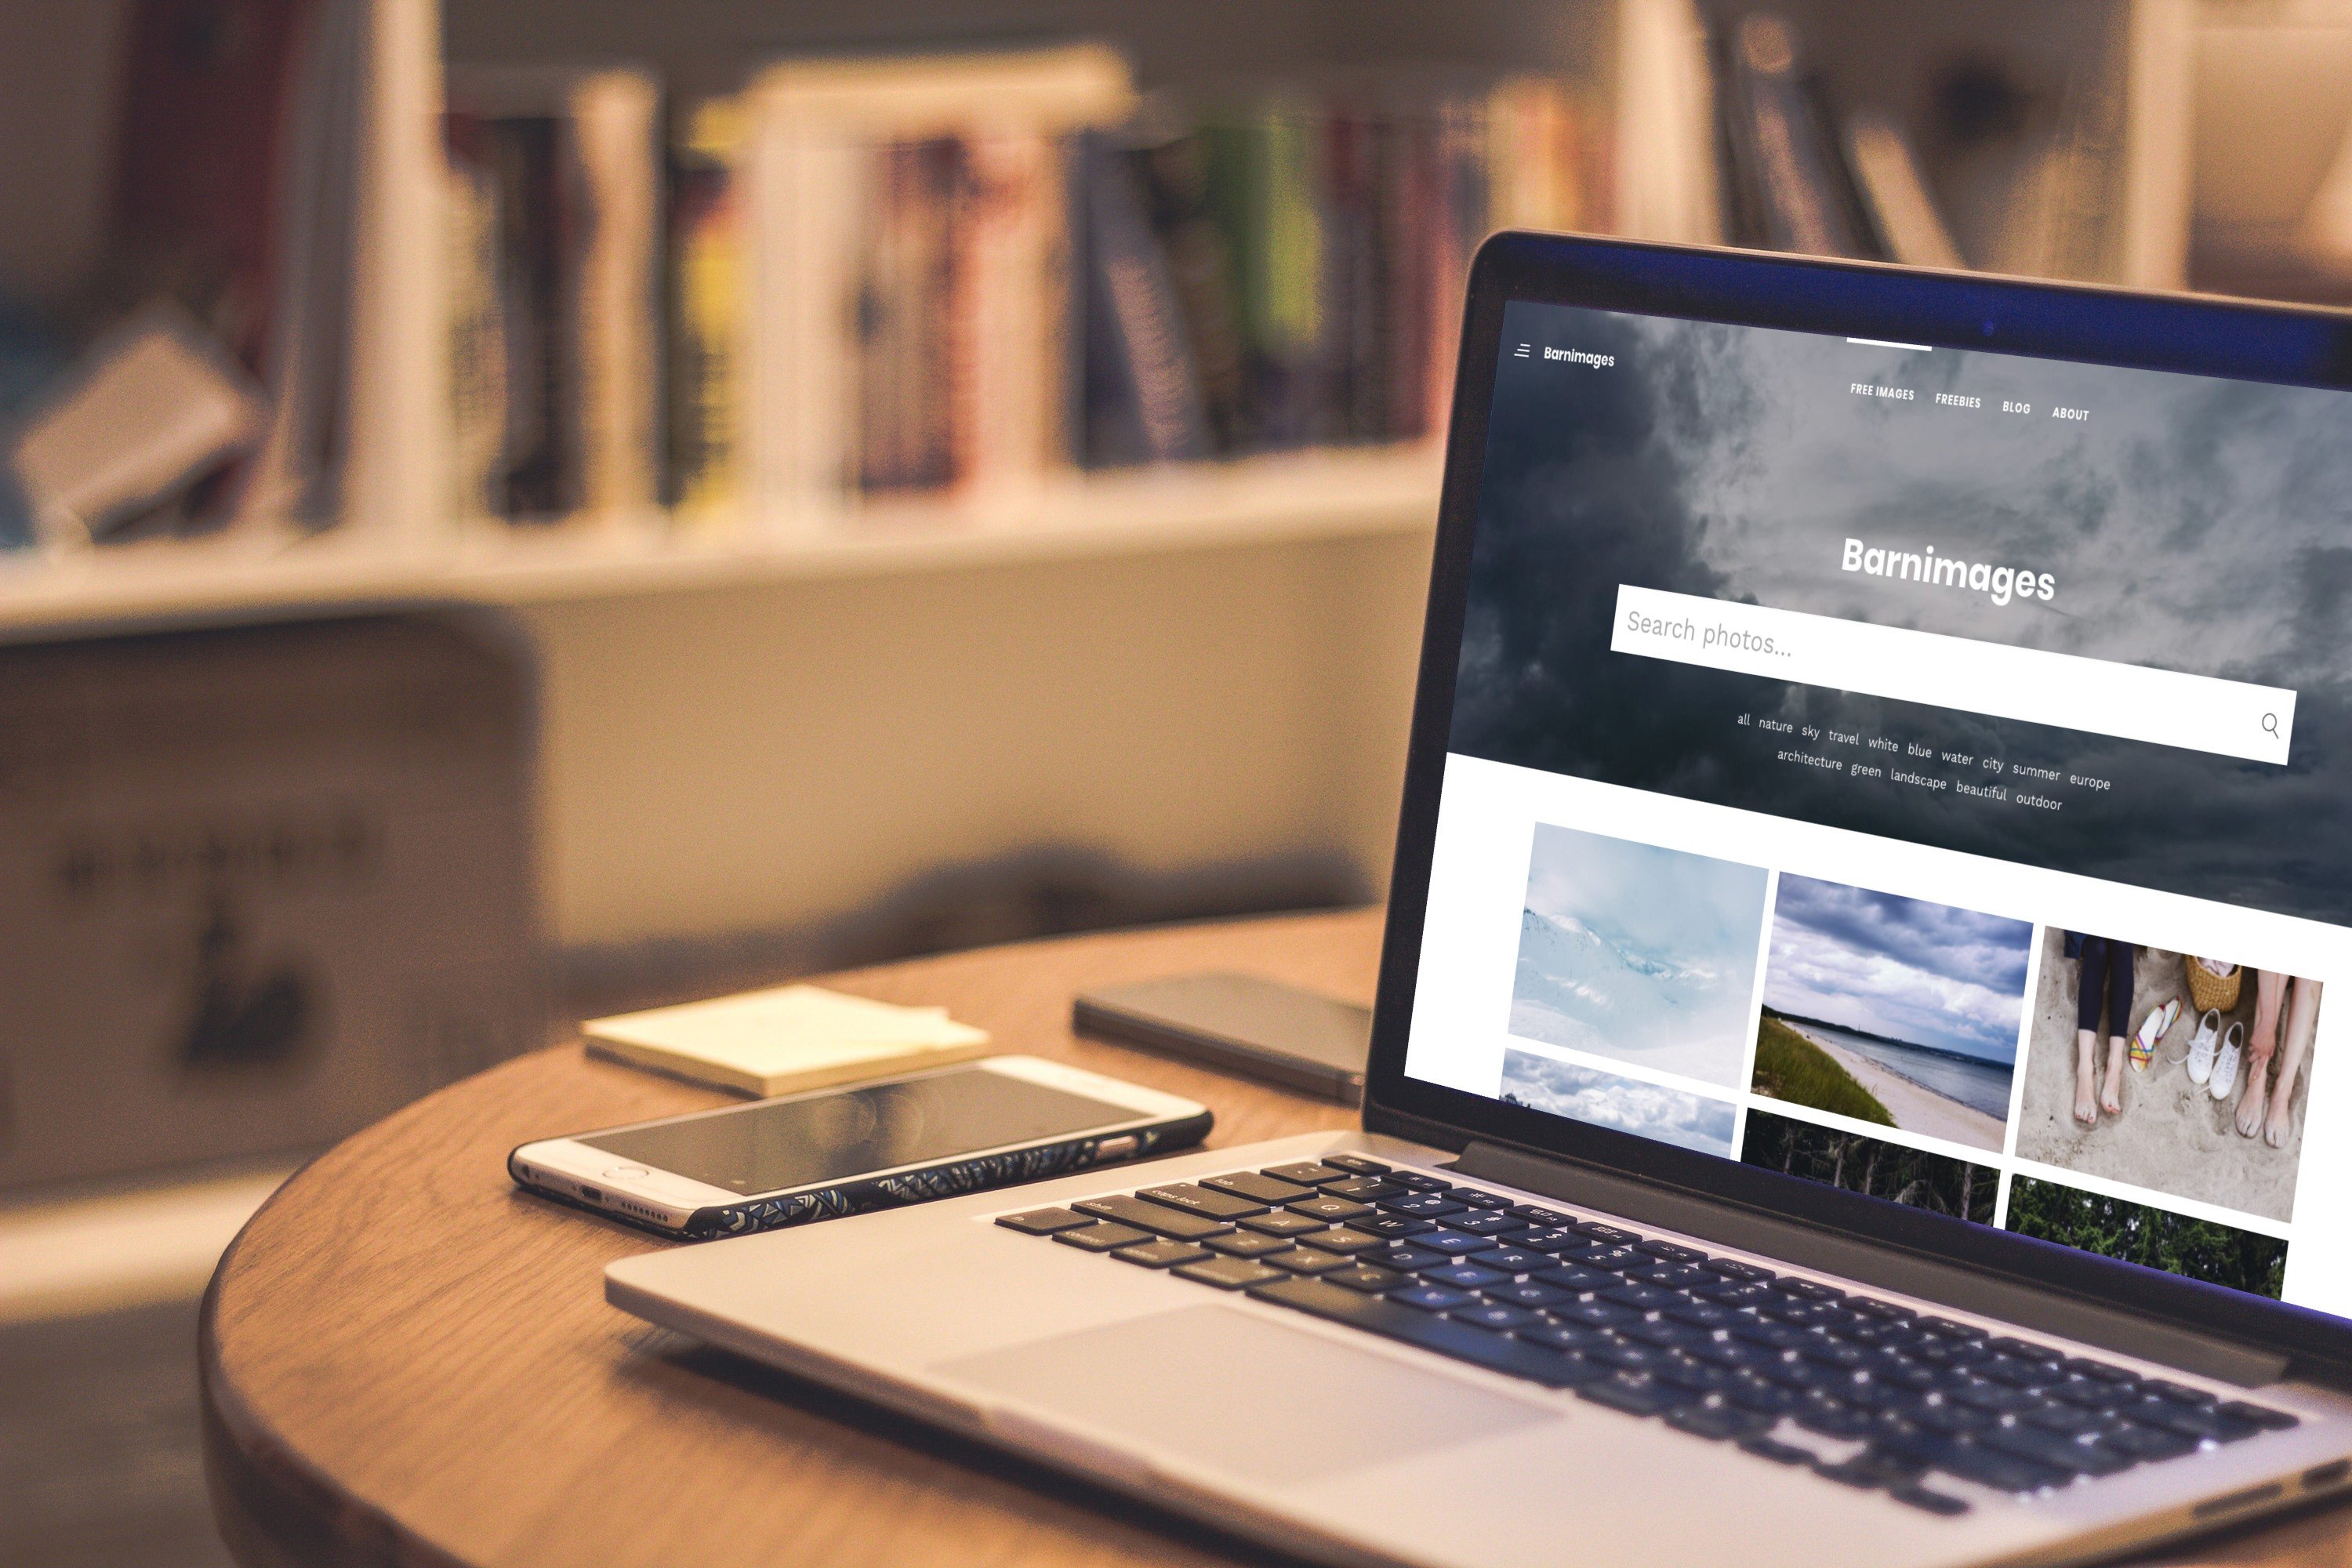 Barnimages
FREE IMAGES FREEBIES BLOG ABOUT
Barnimages
Search photos...
all nature sky travel white blue water city summer europe
architecture green landscape beautiful outdoor